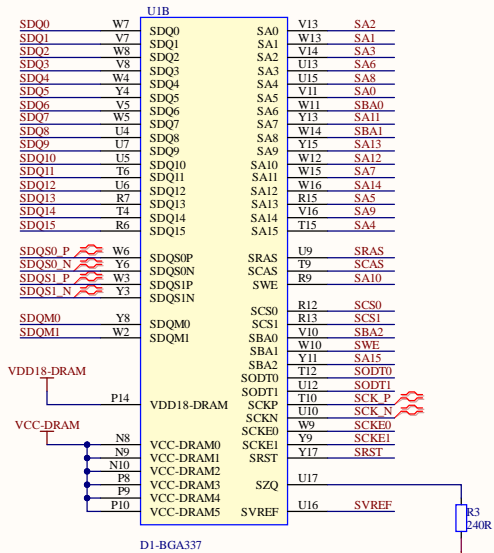 U1B
SDQ0 W7 SDQ0 SA0 V13 SA2
SDQ1 V7 SDQ1 SA1 W13 SA1
SDQ2 W8 SDQ2 SA2 V14 SA3
SDQ3 V8 SDQ3 SA3 U13 SA6
SDQ4 W4 SDQ4 SA4 U15 SA8
SDQ5 Y4 SDQ5 SA5 V11 SA0
SDQ6 V5 SDQ6 SA6 W11 SBA0
SDQ7 W5 SDQ7 SA7 Y13 SA11
SDQ8 U4 SDQ8 SA8 W14 SBA1
SDQ9 U7 SDQ9 SA9 Y15 SA13
SDQ10 U5 SDQ10 SA10 W12 SA12
SDQ11 T6 SDQ11 SA11 W15 SA7
SDQ12 U6 SDQ12 SA12 W16 SA14
SDQ13 R7 SDQ13 SA13 R15 SA5
SDQ14 T4 SDQ14 SA14 V16 SA9
SDQ15 R6 SDQ15 SA15 T15 SA4
SDQS0_P W6 SDQS0P SRAS U9 SRAS
SDQS0_N Y6 SDQS0N SCAS T9 SCAS
SDQS1_P W3 SDQS1P SWE R9 SA10
SDQS1_N Y3 SDQS1N
SCS0 R12 SCS0
SDQM0 Y8 SDQM0 SCS1 R13 SCS1
SDQM1 W2 SDQM1 SBA0 V10 SBA2
SBA1 W10 SWE
SBA2 Y11 SA15
VDD18-DRAM SODT0 T12 SODT0
SODT1 U12 SODT1
P14 VDD18-DRAM SCKP T10 SCK_P
SCKN U10 SCK_N
VCC-DRAM SCKE0 W9 SCKE0
N8 VCC-DRAM0 SCKE1 Y9 SCKE1
N9 VCC-DRAM1 SRST Y17 SRST
N10 VCC-DRAM2
P8 VCC-DRAM3 SZQ U17
P9 VCC-DRAM4
P10 VCC-DRAM5 SVREF U16 SVREF
R3
240R
D1-BGA337